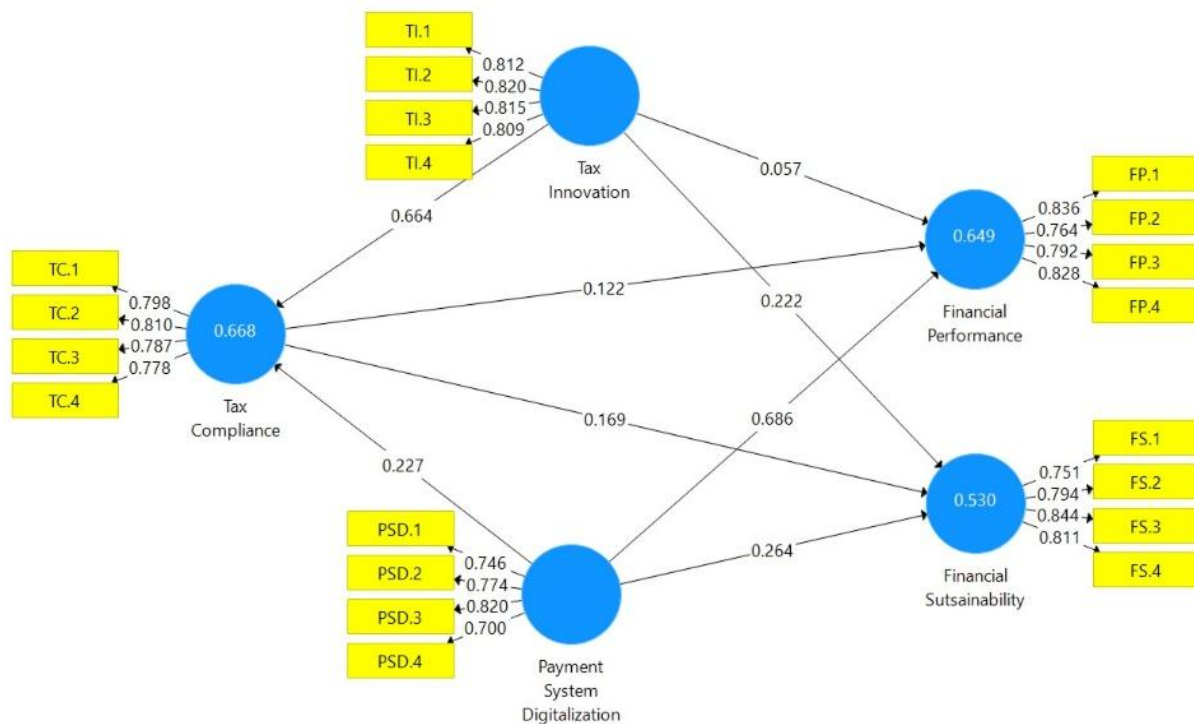 TI.1
TI.2
TI.3
TI.4
0.812
0.820
0.815
0.809
Tax
Innovation
0.057
0.664
0.222
FP.1
FP.2
FP.3
FP.4
0.836
0.764
0.792
0.828
0.649
Financial
Performance
TC.1
TC.2
TC.3
TC.4
0.798
0.810
0.787
0.778
0.668
Tax
Compliance
0.122
0.169
0.686
0.227
0.264
FS.1
FS.2
FS.3
FS.4
0.751
0.794
0.844
0.811
0.530
Financial
Sutsainability
PSD.1
PSD.2
PSD.3
PSD.4
0.746
0.774
0.820
0.700
Payment
System
Digitalization